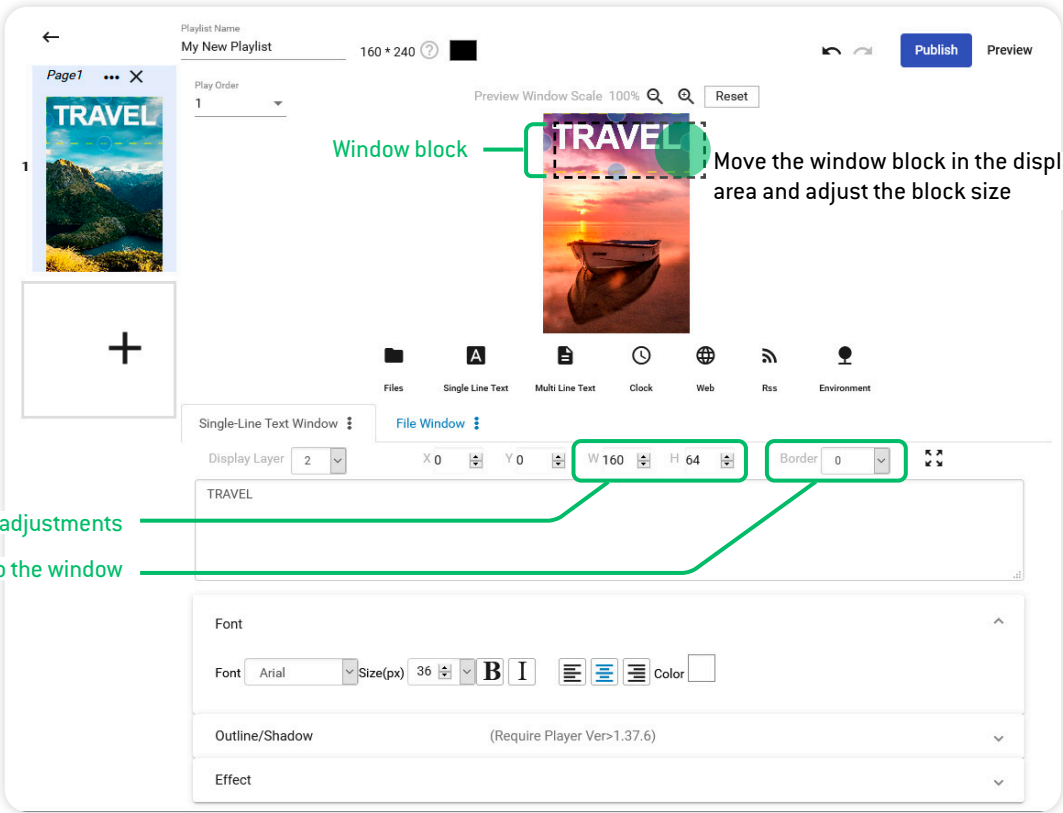 Playlist Name
My New Playlist
160 * 240
?
Publish
Preview
Page1
Play Order
1
Preview Window Scale 100%
Reset
TRAVEL
1
TRAVEL
Window block
Move the window block in the displ
area and adjust the block size
Files
A
Single Line Text
Multi Line Text
Clock
Web
Rss
Environment
Single-Line Text Window
File Window
Display Layer 2
X 0
Y 0
W 160
H 64
Border 0
TRAVEL
adjustments
o the window
Font
Font Arial Size(px) 36 B I Color
Outline/Shadow (Require Player Ver>1.37.6)
Effect